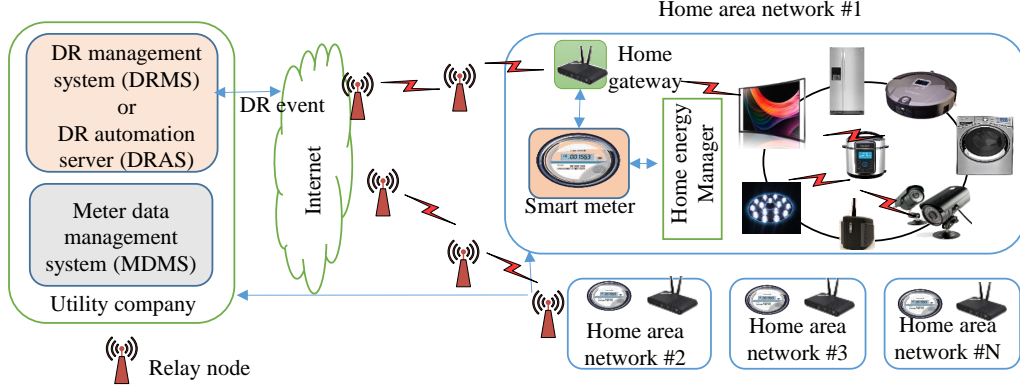 Home area network #1
DR management
system (DRMS)
or
DR automation
server (DRAS)
DR event
Internet
Meter data
management
system (MDMS)
Utility company
Relay node
Home
gateway
001563
Smart meter
Home energy
Manager
Home area
network #2
Home area
network #3
Home area
network #N